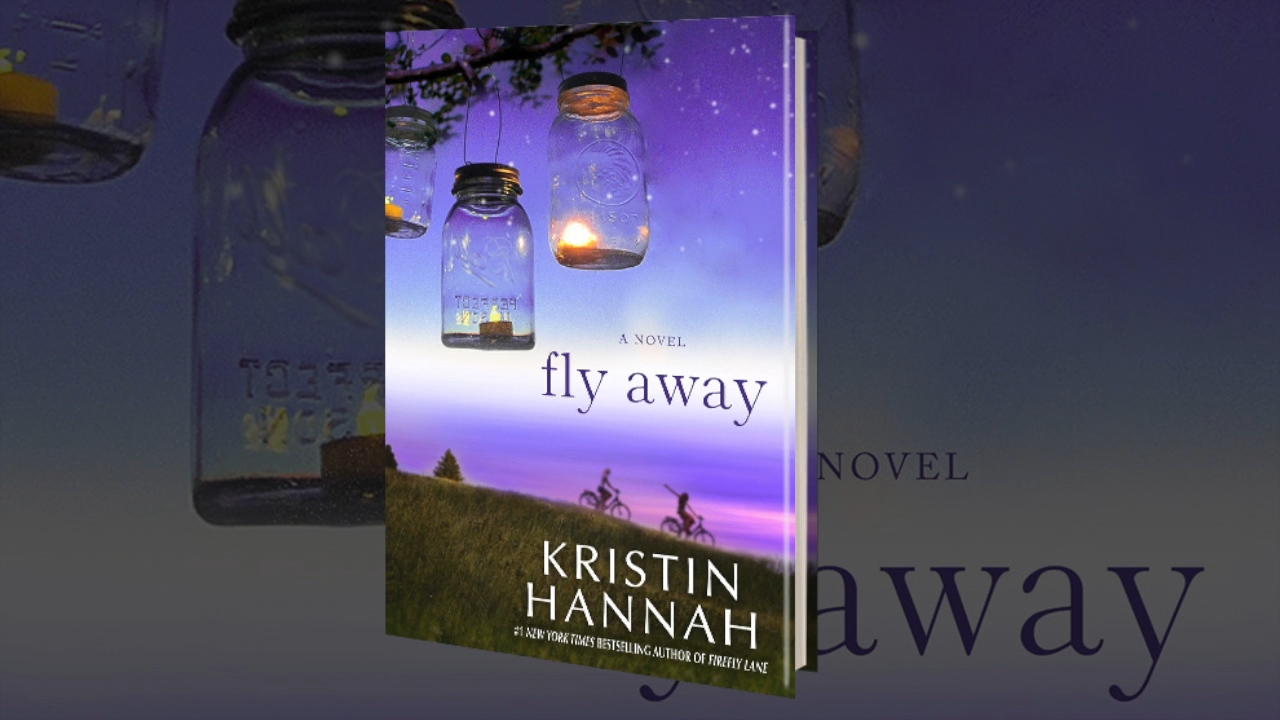 A NOVEL
fly away
KRISTIN
HANNAH
#1 NEW YORK TIMES BESTSELLING AUTHOR OF FIREFLY LANE
NOVEL
away